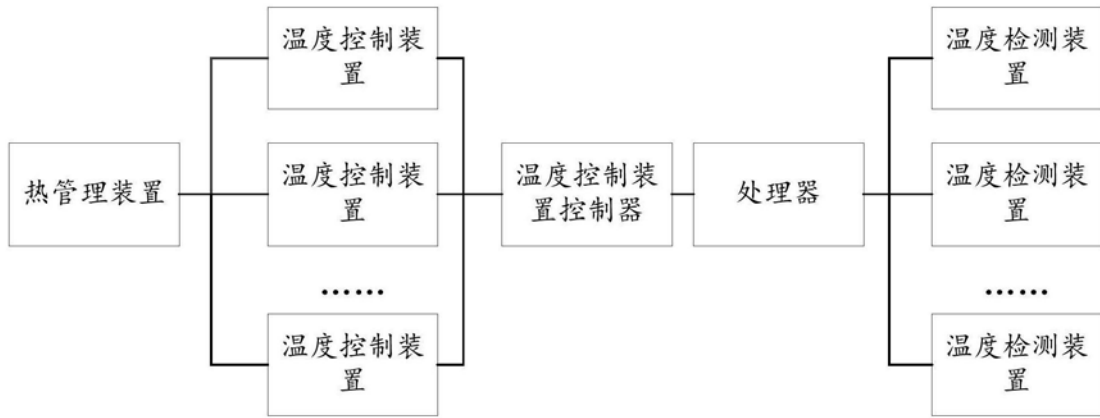 温度控制装
置
温度检测装
置
热管理装置
温度控制装
置
温度控制装
置控制器
处理器
温度检测装
置
……
……
温度控制装
置
温度检测装
置